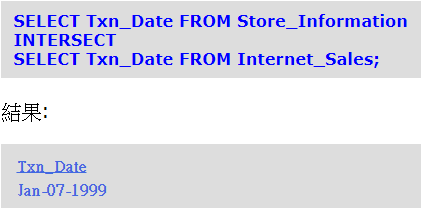 SELECT Txn_Date FROM Store_Information
INTERSECT
SELECT Txn_Date FROM Internet_Sales;
結果:
Txn_Date
Jan-07-1999